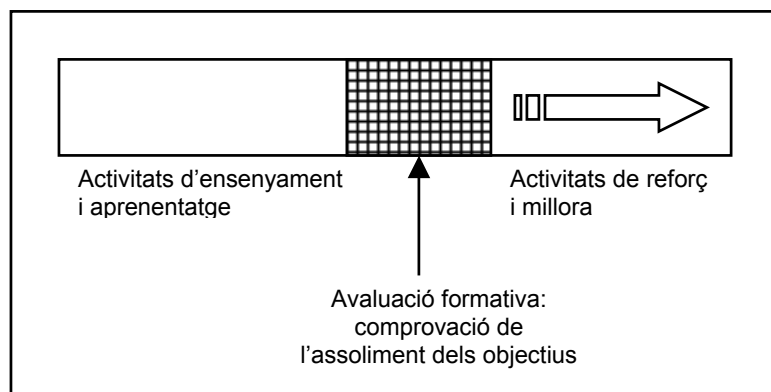 Activitats d’ensenyament
i aprenentatge
Activitats de reforç
i millora
Avaluació formativa:
comprovació de
l’assoliment dels objectius